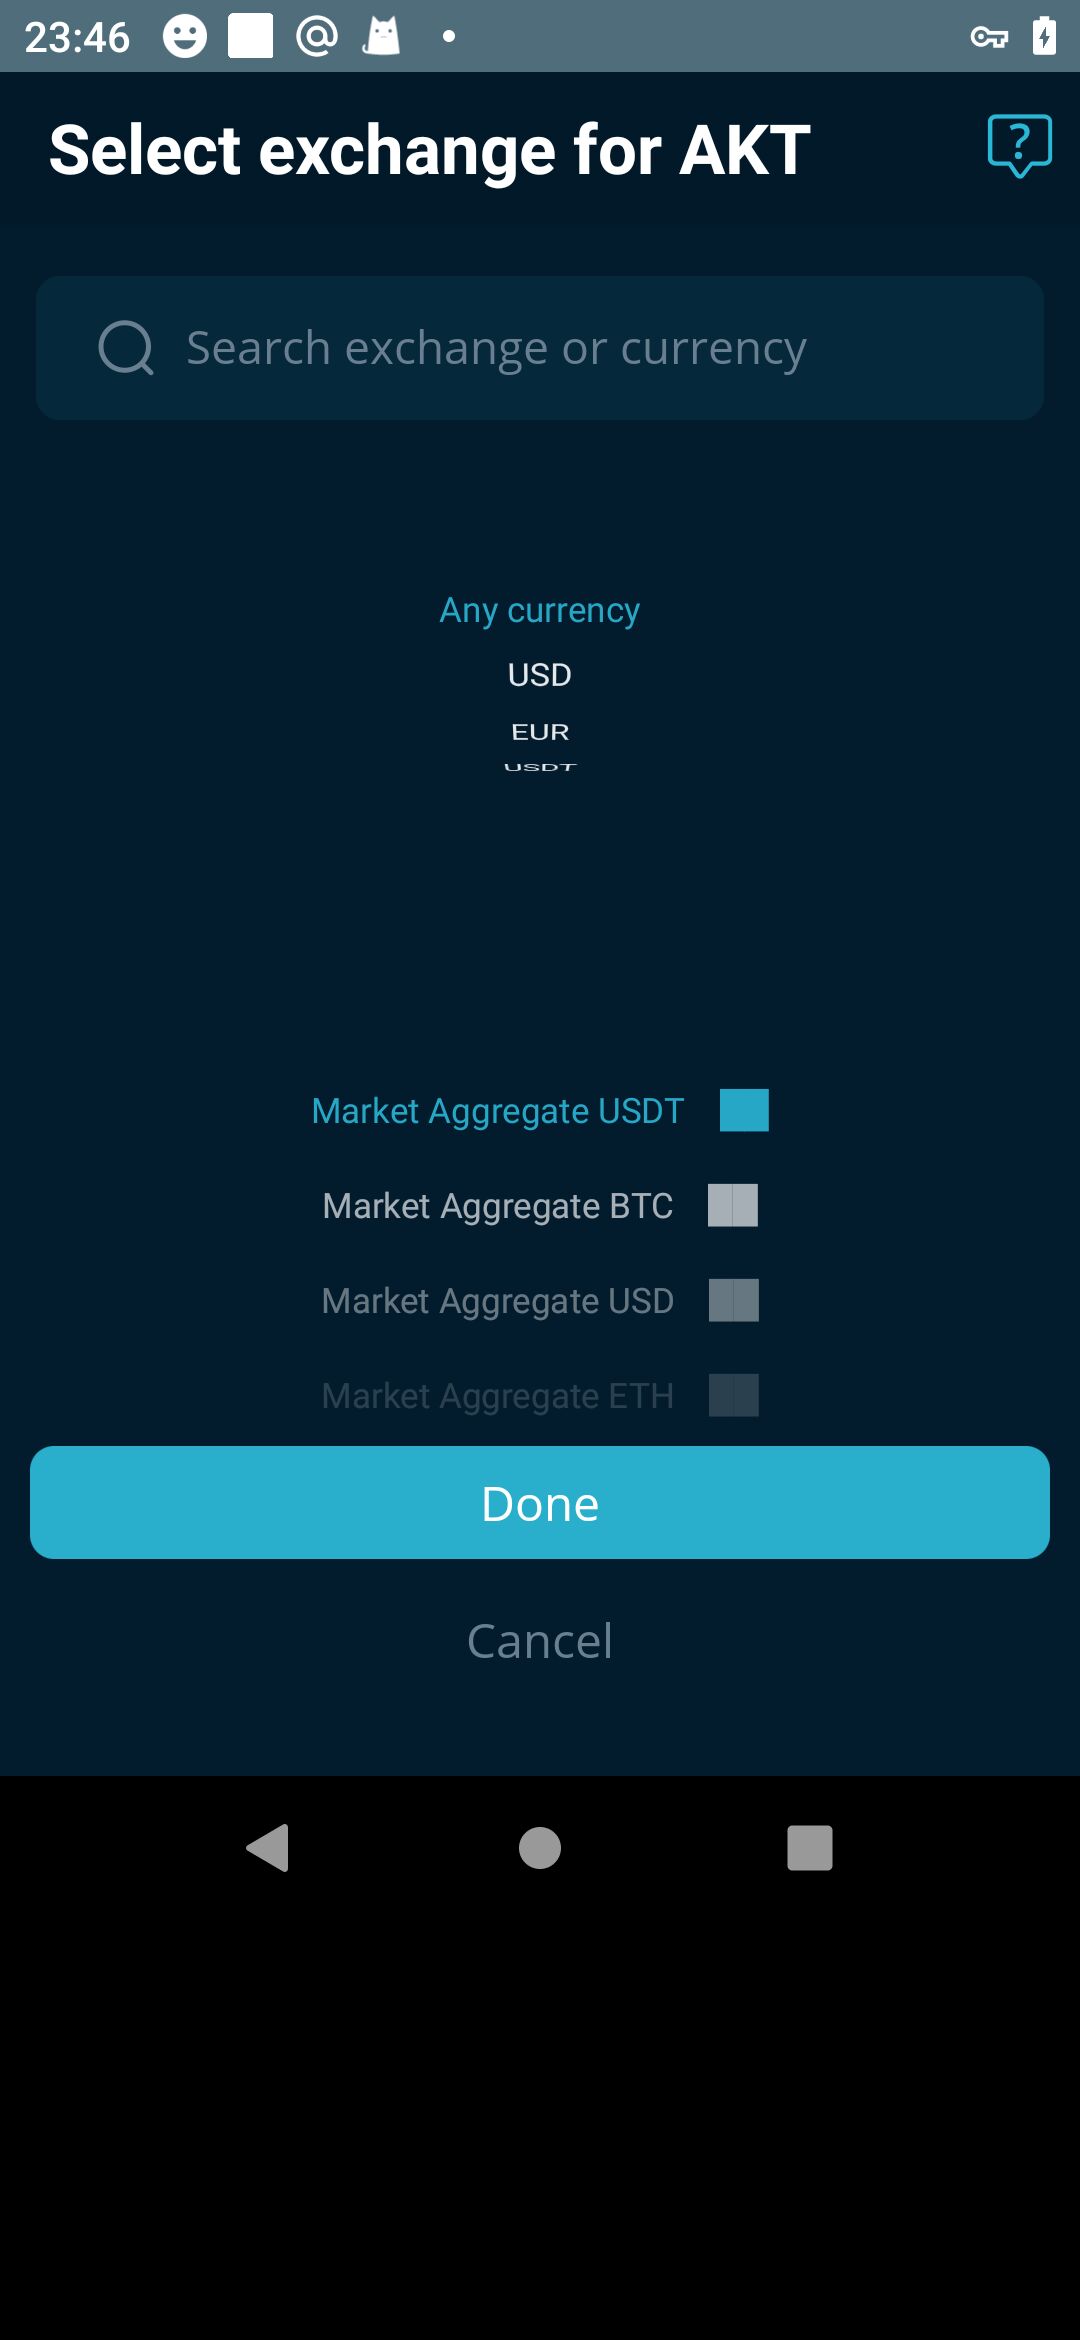 23:46
Select exchange for AKT
Search exchange or currency
Any currency
USD
EUR
USDT
Market Aggregate USDT
Market Aggregate BTC
Market Aggregate USD
Market Aggregate ETH
Done
Cancel